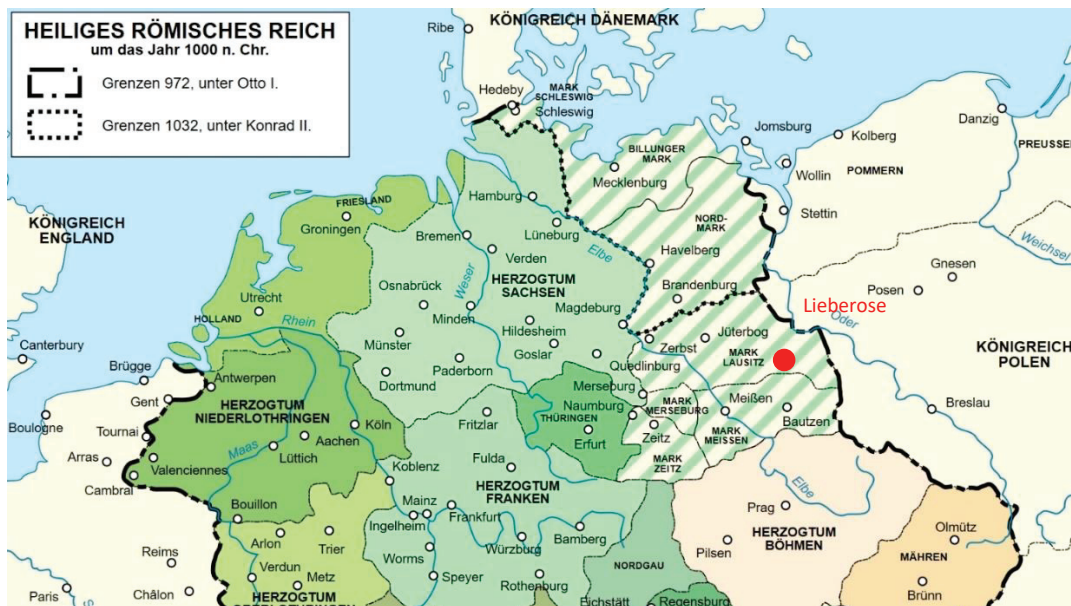 HEILIGES RÖMISCHES REICH
um das Jahr 1000 n. Chr.
Grenzen 972, unter Otto I.
Grenzen 1032, unter Konrad II.
KÖNIGREICH DÄNEMARK
Ribe
Hedeby
MARK
SCHLESWIG
Schleswig
Danzig
PREUSSEN
Jomsburg
Kolberg
BILLUNGER
MARK
Mecklenburg
Wollin
POMMERN
Stettin
KÖNIGREICH
ENGLAND
FRIESLAND
Groningen
Hamburg
Lüneburg
Bremen
Elbe
Verden
NORD-
MARK
Havelberg
Weichsel
Gnesen
Posen
HERZOGTUM
SACHSEN
Weser
Osnabrück
Minden
Magdeburg
Brandenburg
Utrecht
HOLLAND
Rhein
Lieberose
Oder
Hildesheim
Goslar
Münster
Paderborn
Dortmund
Quedlinburg
Zerbst
Jüterbog
MARK
LAUSITZ
KÖNIGREICH
POLEN
Canterbury
Brügge
Antwerpen
Gent
HERZOGTUM
NIEDERLOTHRINGEN
Köln
Aachen
Lüttich
Maas
Boulogne
Tournai
Arras
Valenciennes
Cambrai
Merseburg
Naumburg
THÜRINGEN
Erfurt
MARK
MERSEBURG
Zeitz
MARK
ZEITZ
Meißen
MARK
MEISSEN
Bautzen
Breslau
Fritzlar
Fulda
Koblenz
HERZOGTUM
FRANKEN
Mainz
Ingelheim
Frankfurt
Worms
Würzburg
Bamberg
Speyer
Rothenburg
Elbe
Prag
Pilsen
HERZOGTUM
BÖHMEN
Olmütz
MÄHREN
Brünn
Bouillon
Arlon
Trier
Verdun
Metz
HERZOGTUM
Reims
Châlon
Paris
NORDGAU
Eichstätt
Regensburg